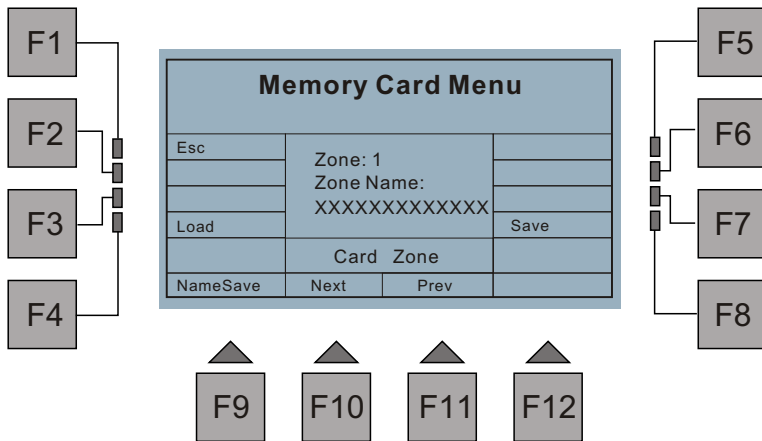 F1
F2
F3
F4
Memory Card Menu
Esc
Zone: 1
Zone Name:
XXXXXXXXXXXXX
Load
Save
Card Zone
NameSave Next Prev
F5
F6
F7
F8
F9 F10 F11 F12